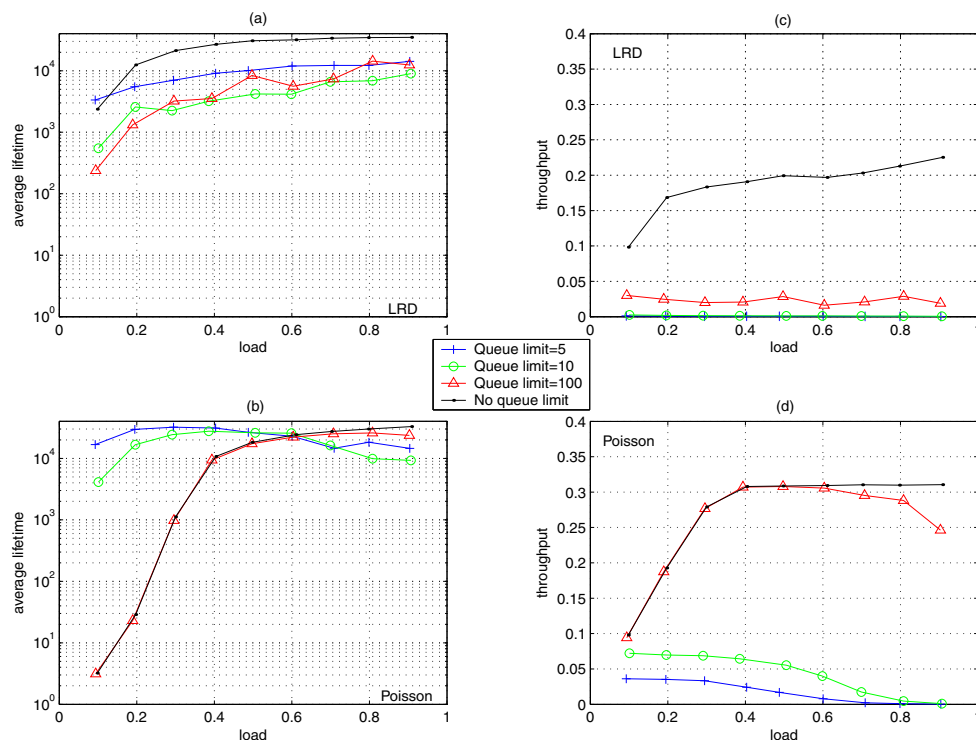 (a)
10^4
10^3
10^2
10^1
10^0
average lifetime
0
0.2
0.4
0.6
0.8
1
load
LRD
(c)
0.4
0.35
0.3
0.25
0.2
0.15
0.1
0.05
0
throughput
LRD
0
0.2
0.4
0.6
0.8
1
load
Queue limit=5
Queue limit=10
Queue limit=100
No queue limit
(b)
10^4
10^3
10^2
10^1
10^0
average lifetime
0
0.2
0.4
0.6
0.8
1
load
Poisson
(d)
0.4
0.35
0.3
0.25
0.2
0.15
0.1
0.05
0
throughput
Poisson
0
0.2
0.4
0.6
0.8
1
load